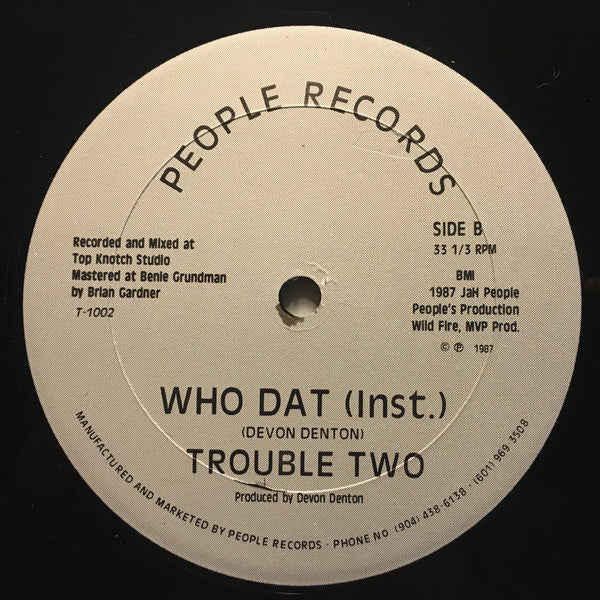 PEOPLE RECORDS
Recorded and Mixed at
Top Knotch Studio
Mastered at Benie Grundman
by Brian Gardner
T-1002
SIDE B
33 1/3 RPM
BMI
1987 Jah People
People's Production
Wild Fire, MVP Prod.
© ℗ 1987
WHO DAT (Inst.)
(DEVON DENTON)
TROUBLE TWO
Produced by Devon Denton
MANUFACTURED AND MARKETED BY PEOPLE RECORDS - PHONE NO (904) 438-6138 - (601) 969 3508